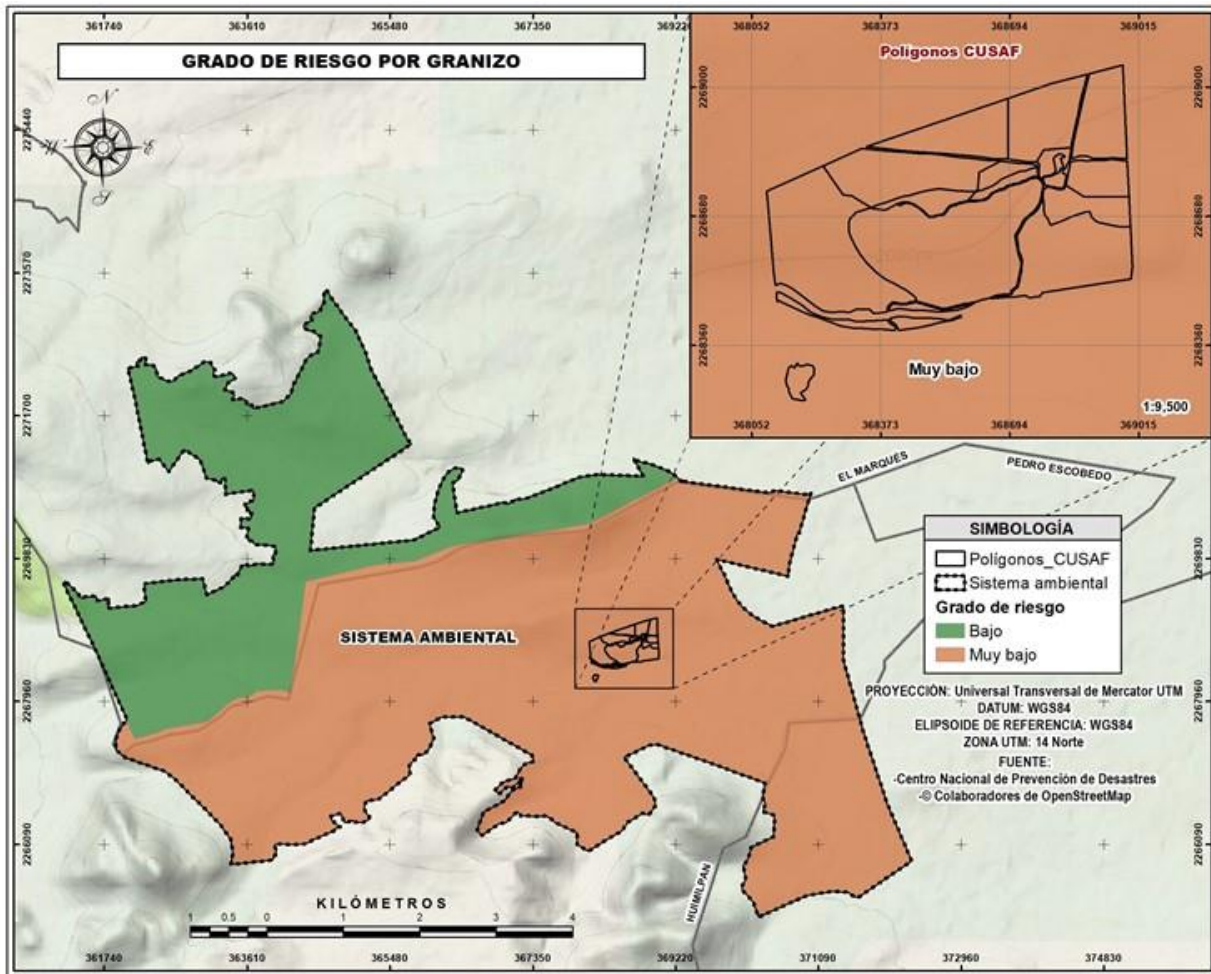 361740 363610 365480 367350 369220
GRADO DE RIESGO POR GRANIZO
N
W E
S
368052 368373 368694 369015
Polígonos CUSAF
2269000 2269000
2268680 2268680
2268360 2268360
Muy bajo
1:9,500
368052 368373 368694 369015
2275440
2273570
2271700
2269830 2269830
2267960 2267960
2266090 2266090
EL MARQUÉS
PEDRO ESCOBEDO
HUIMILPAN
SISTEMA AMBIENTAL
SIMBOLOGÍA
Polígonos_CUSAF
Sistema ambiental
Grado de riesgo
Bajo
Muy bajo
PROYECCIÓN: Universal Transversal de Mercator UTM
DATUM: WGS84
ELIPSOIDE DE REFERENCIA: WGS84
ZONA UTM: 14 Norte
FUENTE:
-Centro Nacional de Prevención de Desastres
-© Colaboradores de OpenStreetMap
KILÓMETROS
1 0.5 0 1 2 3 4
361740 363610 365480 367350 369220 371090 372960 374830